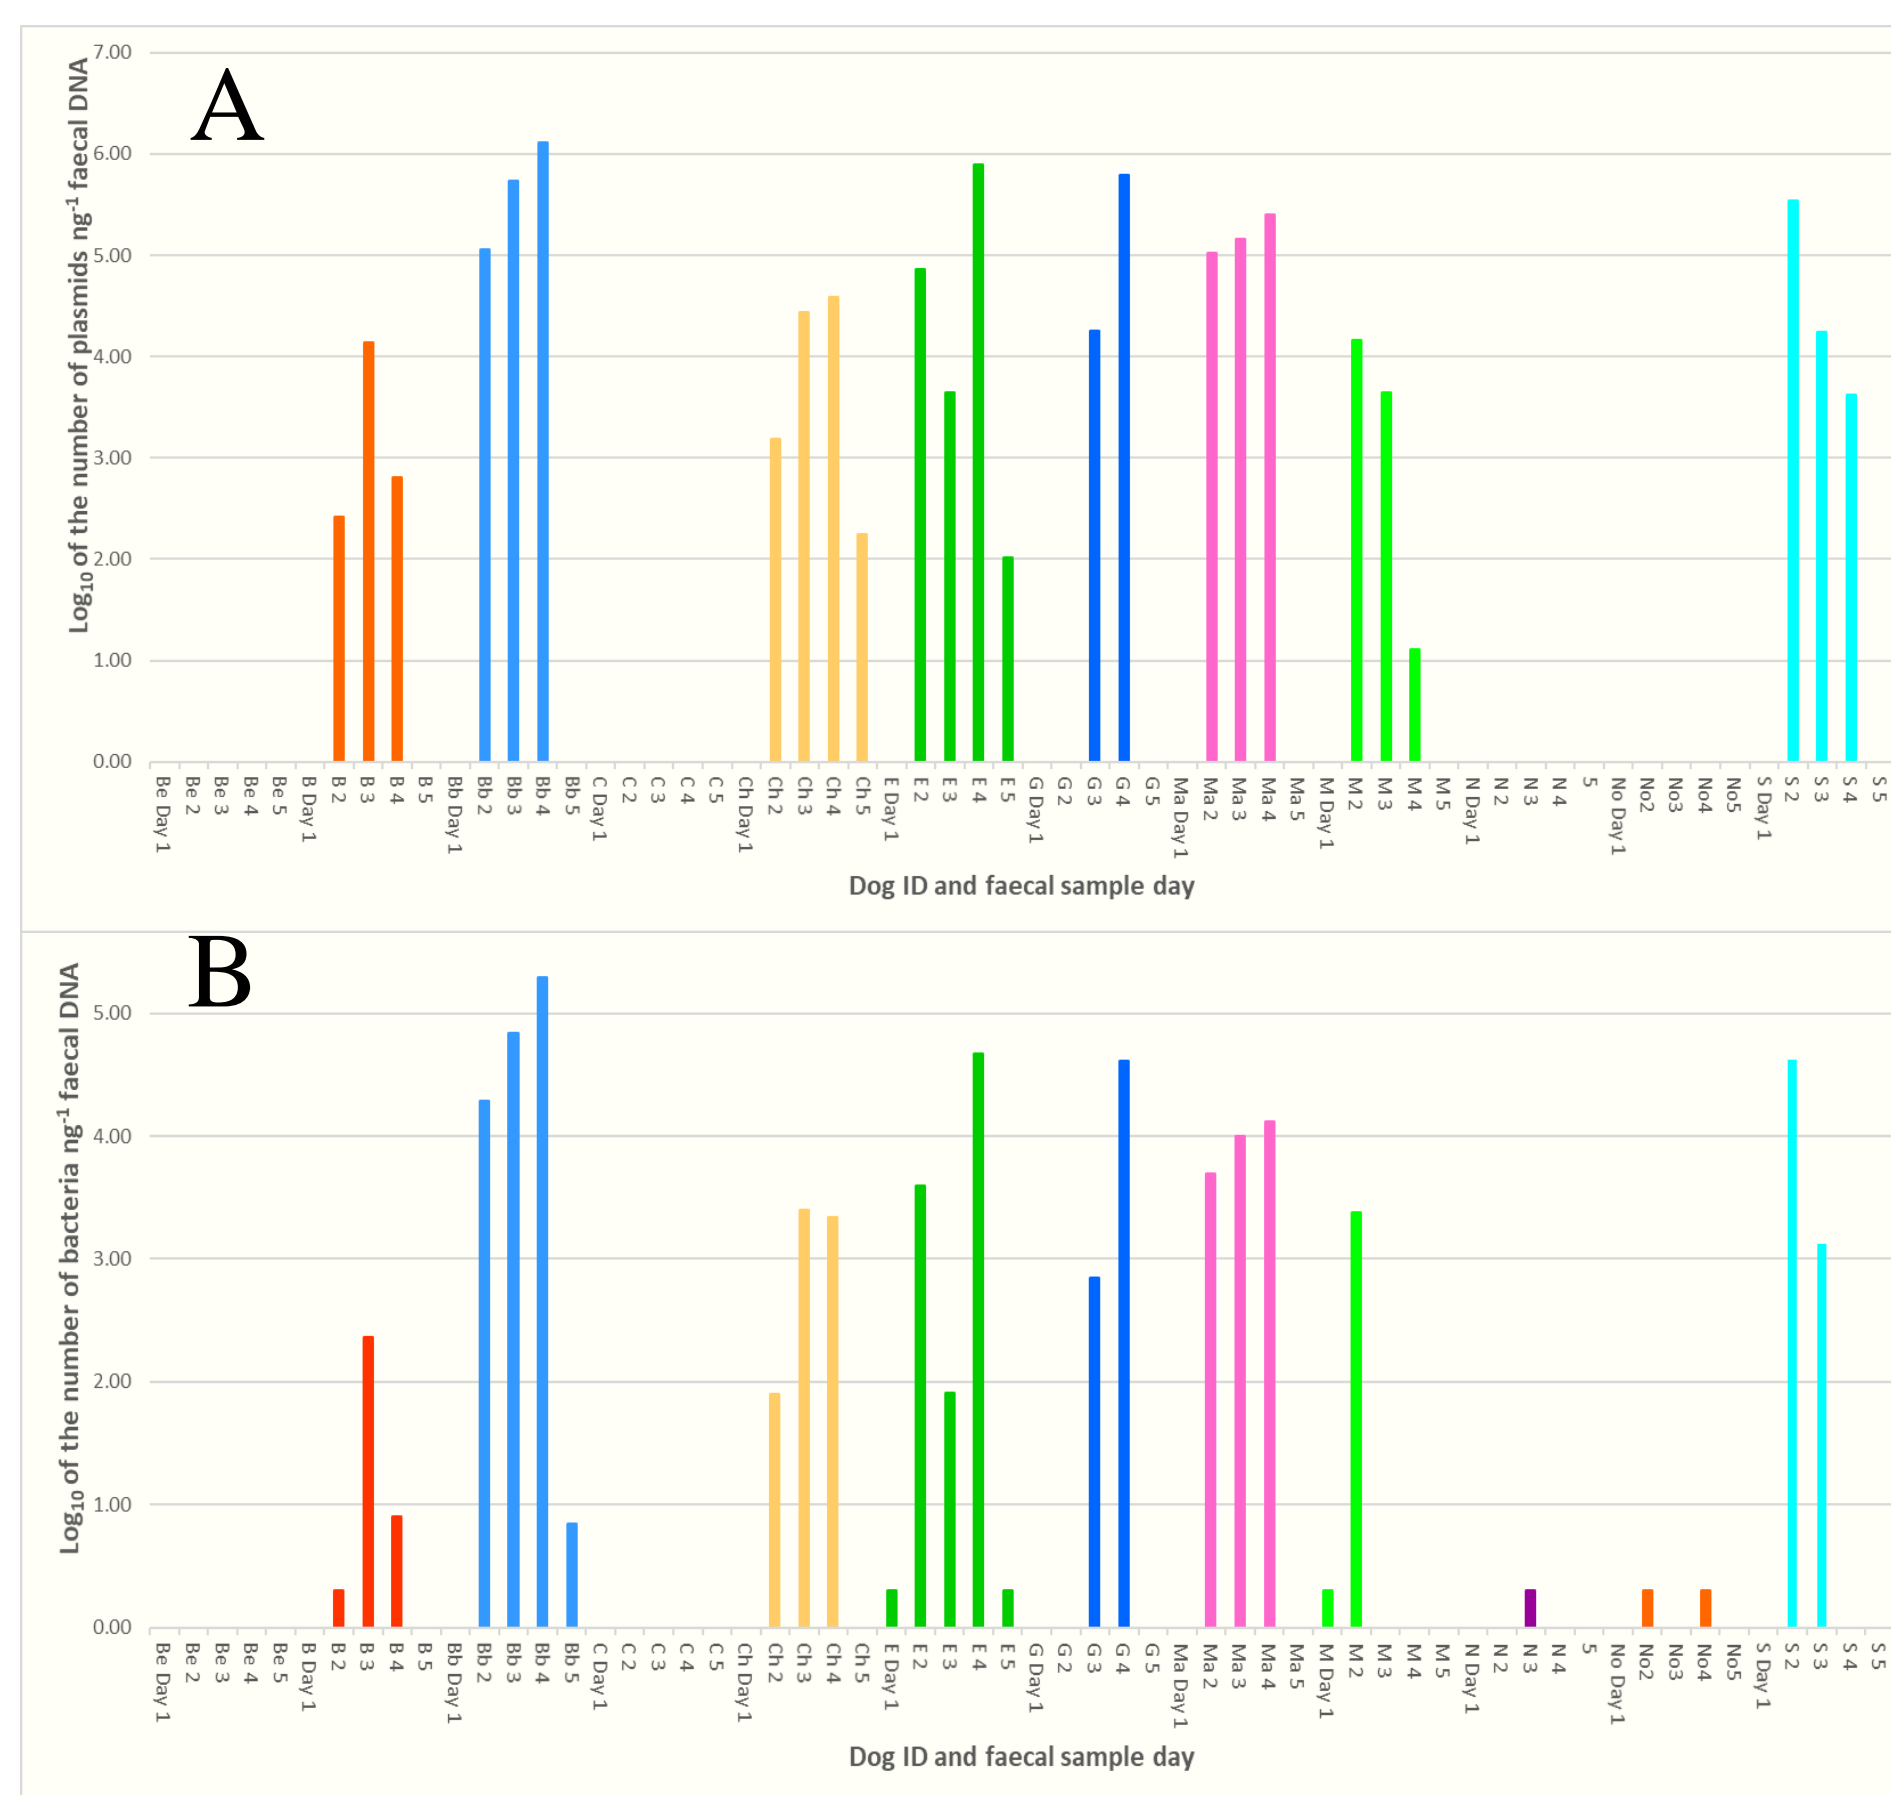 A
Log10 of the number of plasmids ng-1 faecal DNA
7.00
6.00
5.00
4.00
3.00
2.00
1.00
0.00
Be Day 1
Be 2
Be 3
Be 4
Be 5
B Day 1
B 2
B 3
B 4
B 5
Bb Day 1
Bb 2
Bb 3
Bb 4
Bb 5
C Day 1
C 2
C 3
C 4
C 5
Ch Day 1
Ch 2
Ch 3
Ch 4
Ch 5
E Day 1
E 2
E 3
E 4
E 5
G Day 1
G 2
G 3
G 4
G 5
Ma Day 1
Ma 2
Ma 3
Ma 4
Ma 5
M Day 1
M 2
M 3
M 4
M 5
N Day 1
N 2
N 3
N 4
5
No Day 1
No2
No3
No4
No5
S Day 1
S 2
S 3
S 4
S 5
Dog ID and faecal sample day
B
Log10 of the number of bacteria ng-1 faecal DNA
5.00
4.00
3.00
2.00
1.00
0.00
Be Day 1
Be 2
Be 3
Be 4
Be 5
B Day 1
B 2
B 3
B 4
B 5
Bb Day 1
Bb 2
Bb 3
Bb 4
Bb 5
C Day 1
C 2
C 3
C 4
C 5
Ch Day 1
Ch 2
Ch 3
Ch 4
Ch 5
E Day 1
E 2
E 3
E 4
E 5
G Day 1
G 2
G 3
G 4
G 5
Ma Day 1
Ma 2
Ma 3
Ma 4
Ma 5
M Day 1
M 2
M 3
M 4
M 5
N Day 1
N 2
N 3
N 4
5
No Day 1
No2
No3
No4
No5
S Day 1
S 2
S 3
S 4
S 5
Dog ID and faecal sample day